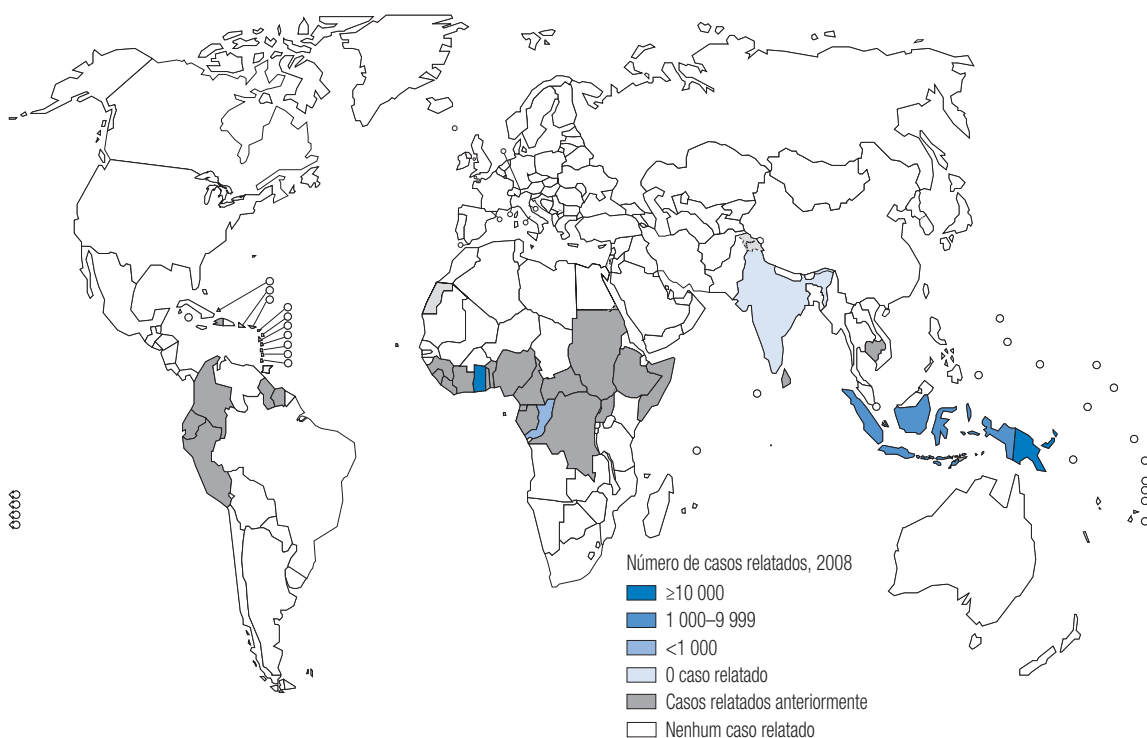 Número de casos relatados, 2008
≥10 000
1 000–9 999
<1 000
0 caso relatado
Casos relatados anteriormente
Nenhum caso relatado